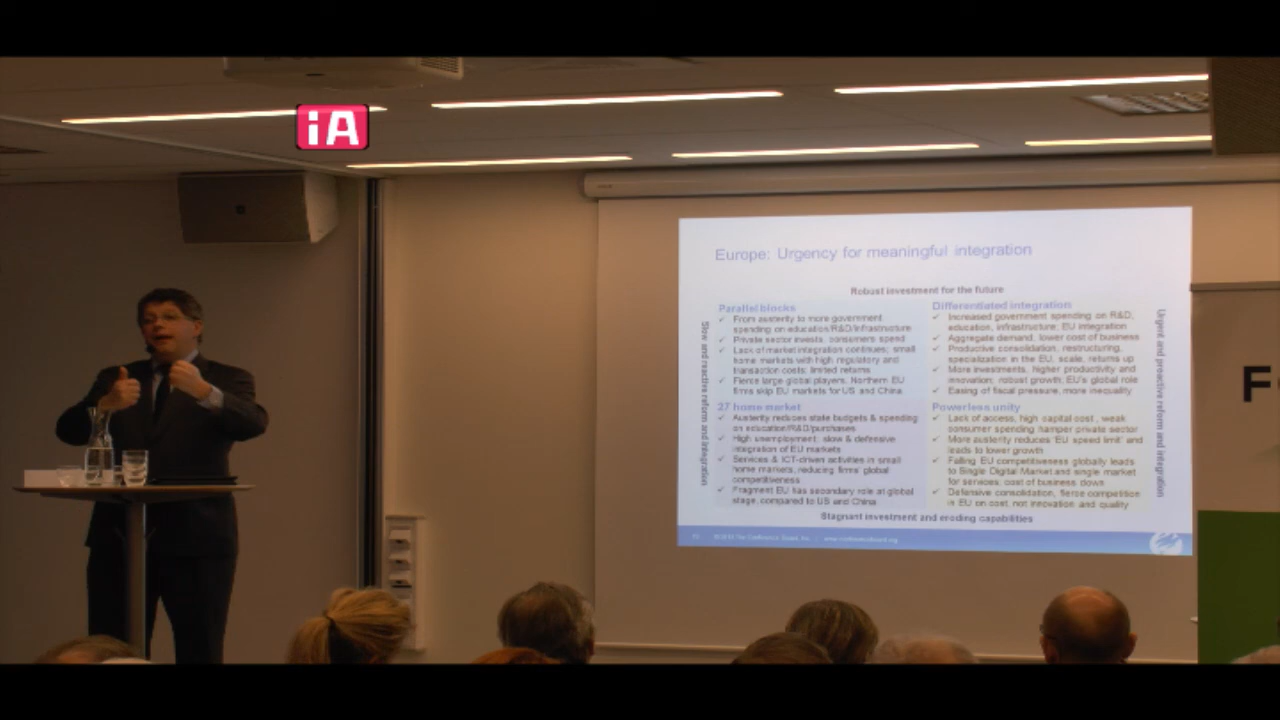 iA
Europe: Urgency for meaningful integration
Robust investment for the future
Parallel blocks
✓ From austerity to more government
spending on education/R&D/infrastructure
✓ Private sector invests, consumers spend
✓ Lack of market integration continues; small
home markets with high regulatory and
transaction costs; limited returns
✓ Fierce large global players, Northern EU
firms skip EU markets for US and China
Differentiated integration
✓ Increased government spending on R&D,
education, infrastructure, EU integration
✓ Aggregate demand, lower cost of business
✓ Productive consolidation, restructuring,
specialization in the EU, scale, returns up
✓ More investments, higher productivity and
innovation; robust growth, EU's global role
✓ Easing of fiscal pressure, more inequality
Slow and reactive reform and integration
Urgent and proactive reform and integration
27 home market
✓ Austerity reduces state budgets & spending
on education/R&D/purchases
✓ High unemployment, slow & defensive
integration of EU markets
✓ Services & ICT-driven activities in small
home markets, reducing firms' global
competitiveness
✓ Fragment EU has secondary role at global
stage, compared to US and China
Powerless unity
✓ Lack of access, high capital cost, weak
consumer spending hamper private sector
✓ More austerity reduces 'EU speed limit' and
leads to lower growth
✓ Falling EU competitiveness globally leads
to Single Digital Market and single market
for services; cost of business down
✓ Defensive consolidation, fierce competition
in EU on cost, not innovation and quality
Stagnant investment and eroding capabilities
The Conference Board, Inc. | www.conferenceboard.org
F